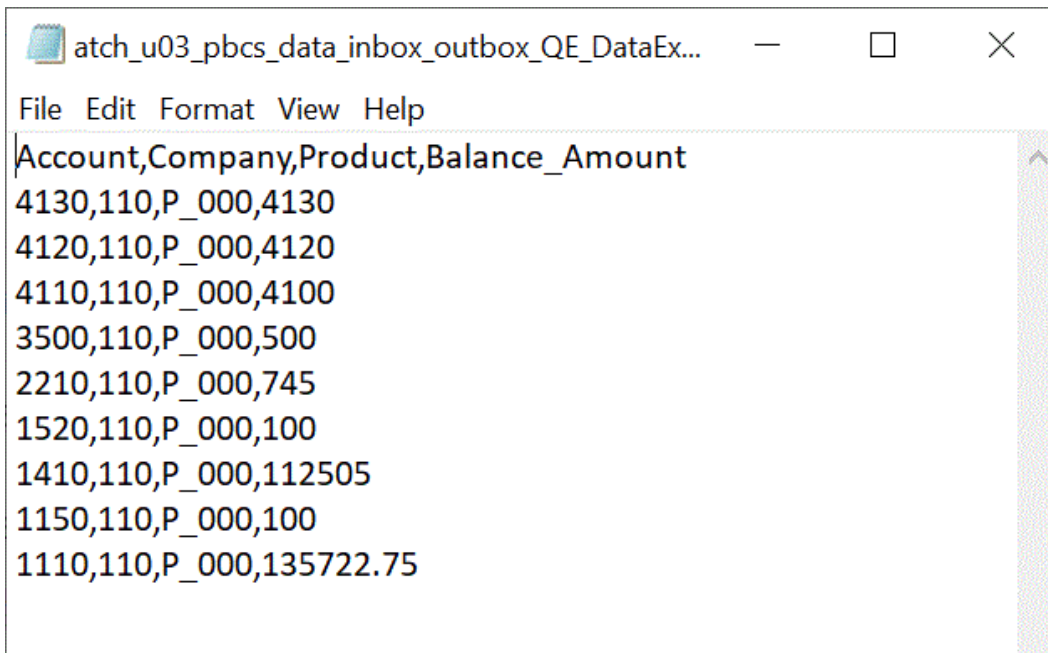 atch_u03_pbcs_data_inbox_outbox_QE_DataEx...
File Edit Format View Help
Account,Company,Product,Balance_Amount
4130,110,P_000,4130
4120,110,P_000,4120
4110,110,P_000,4100
3500,110,P_000,500
2210,110,P_000,745
1520,110,P_000,100
1410,110,P_000,112505
1150,110,P_000,100
1110,110,P_000,135722.75